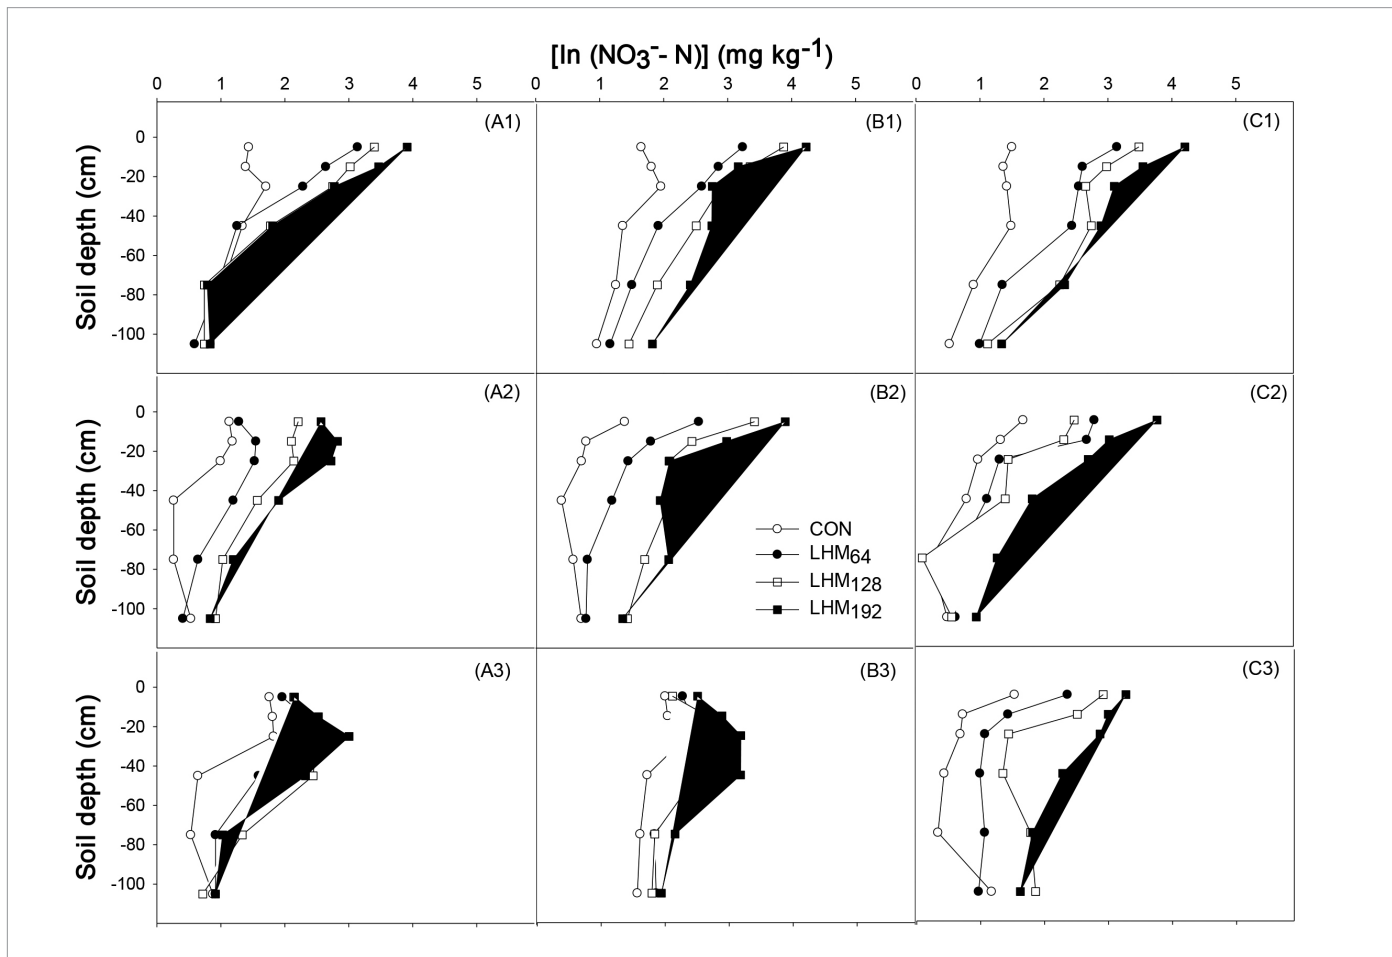 [In (NO3⁻- N)] (mg kg⁻¹)
0 1 2 3 4 5 0 1 2 3 4 5 0 1 2 3 4 5
(A1) (B1) (C1)
Soil depth (cm)
0
-20
-40
-60
-80
-100
(A2) (B2) (C2)
Soil depth (cm)
0
-20
-40
-60
-80
-100
CON
LHM64
LHM128
LHM192
(A3) (B3) (C3)
Soil depth (cm)
0
-20
-40
-60
-80
-100